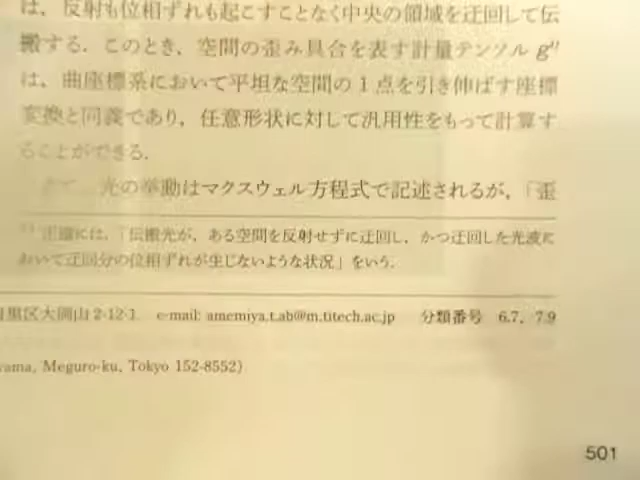 は，反射も位相ずれも起こすことなく中央の領域を迂回して伝
搬する．このとき，空間の歪み具合を表す計量テンソル gij
は，曲座標系において平坦な空間の1点を引き伸ばす座標
変換と同義であり，任意形状に対して汎用性をもって計算す
ることができる．
さて，光の挙動はマクスウェル方程式で記述されるが，「歪
正確には，「伝搬光が，ある空間を反射せずに迂回し，かつ迂回した光波に
おいて迂回分の位相ずれが生じないような状況」をいう．
目黒区大岡山 2-12-1. e-mail: amemiya.t.ab@m.titech.ac.jp 分類番号 6.7, 7.9
yama, Meguro-ku, Tokyo 152-8552)
501